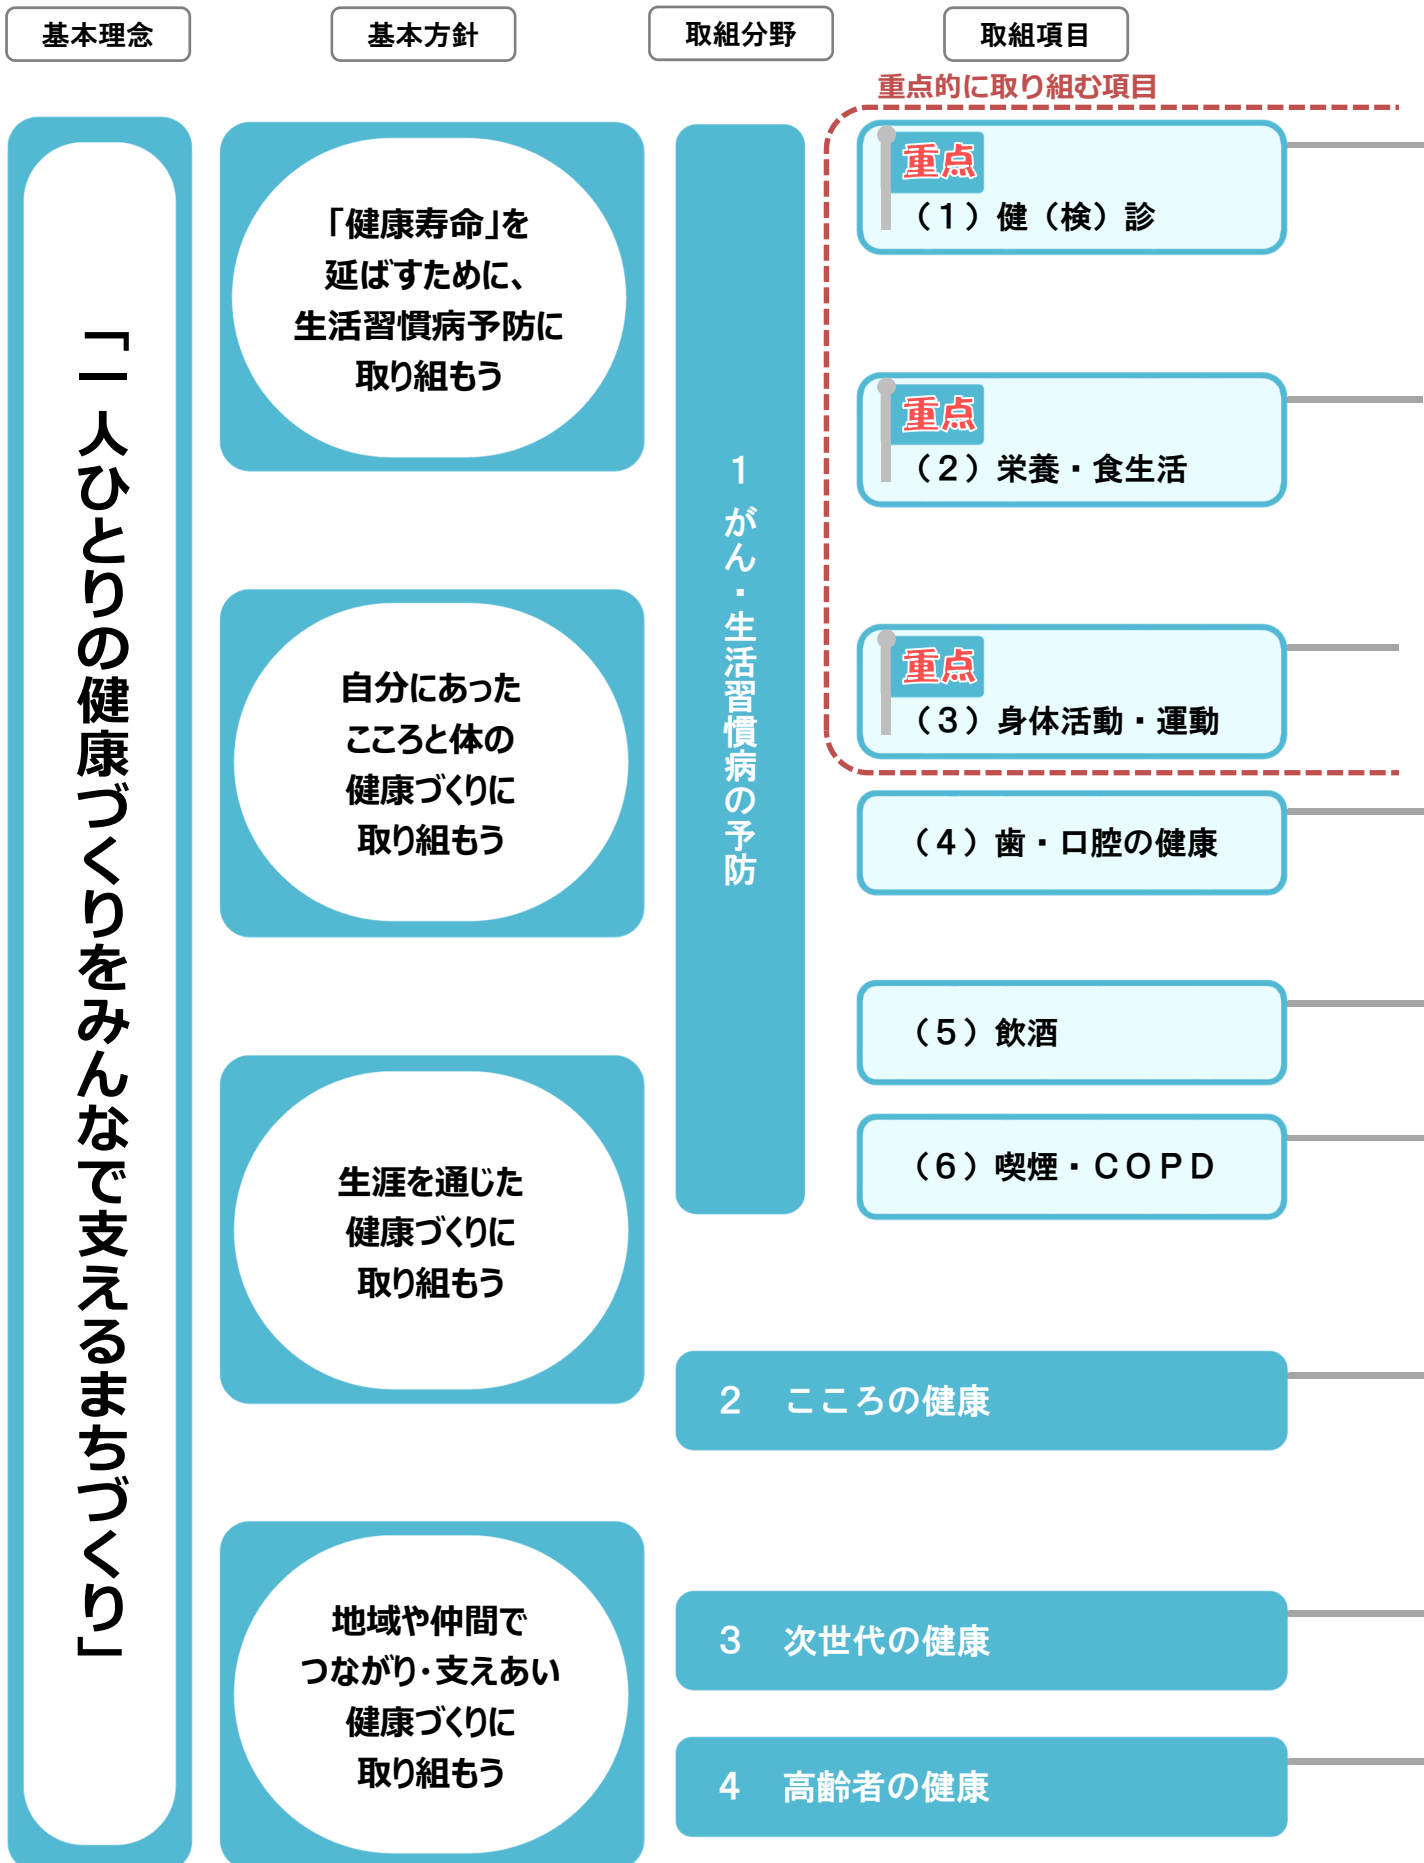 基本理念
基本方針
取組分野
取組項目
重点的に取り組む項目
「一人ひとりの健康づくりをみんなで支えるまちづくり」
「健康寿命」を
延ばすために、
生活習慣病予防に
取り組もう
自分にあった
こころと体の
健康づくりに
取り組もう
生涯を通じた
健康づくりに
取り組もう
地域や仲間で
つながり・支えあい
健康づくりに
取り組もう
1 がん・生活習慣病の予防
重点
（1）健（検）診
重点
（2）栄養・食生活
重点
（3）身体活動・運動
（4）歯・口腔の健康
（5）飲酒
（6）喫煙・ＣＯＰＤ
2　こころの健康
3　次世代の健康
4　高齢者の健康